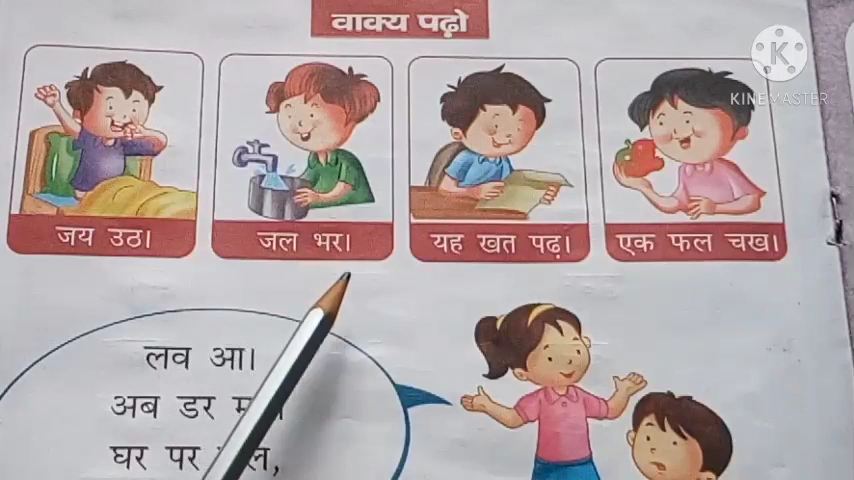 वाक्य पढ़ो
K
KINEMASTER
जय उठ।
जल भर।
यह खत पढ़।
एक फल चख।
लव आ।
अब डर
घर पर